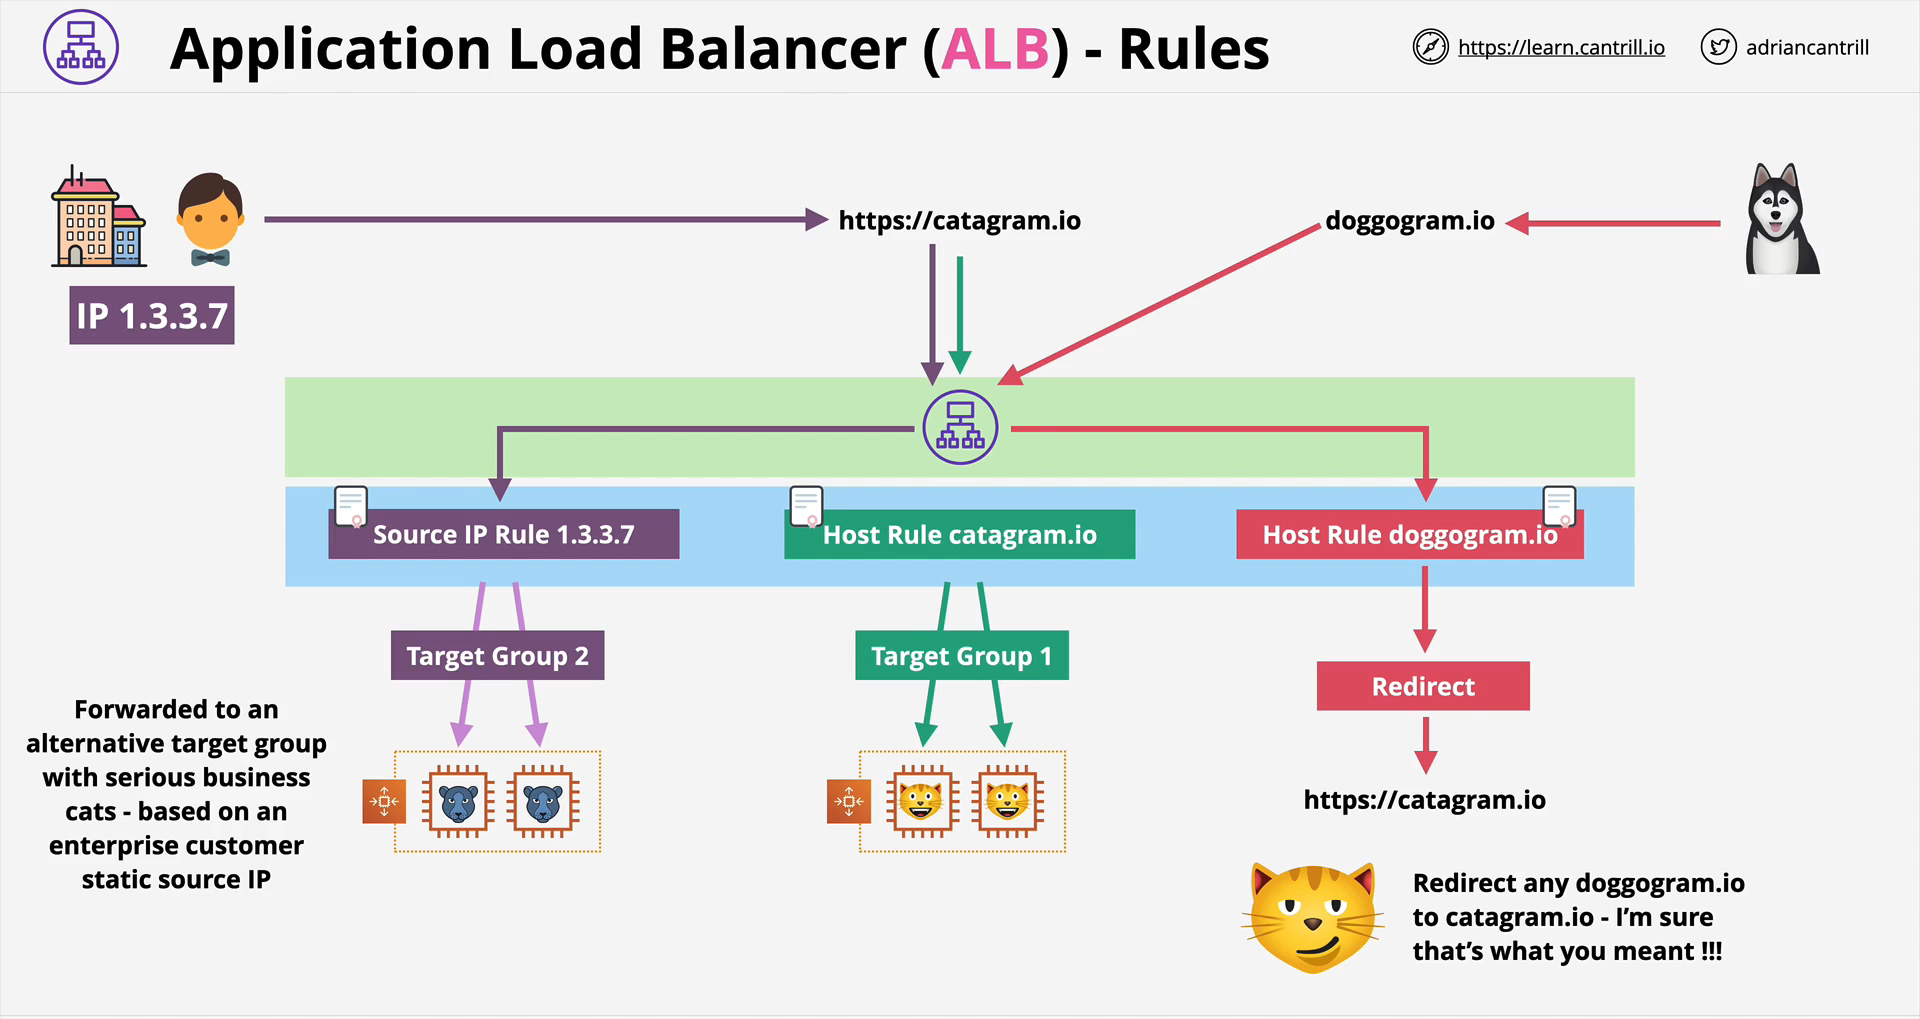 Application Load Balancer (ALB) - Rules
https://learn.cantrill.io
adriancantrill
https://catagram.io
doggogram.io
IP 1.3.3.7
Source IP Rule 1.3.3.7
Host Rule catagram.io
Host Rule doggogram.io
Target Group 2
Target Group 1
Redirect
Forwarded to an
alternative target group
with serious business
cats - based on an
enterprise customer
static source IP
https://catagram.io
Redirect any doggogram.io
to catagram.io - I’m sure
that’s what you meant !!!